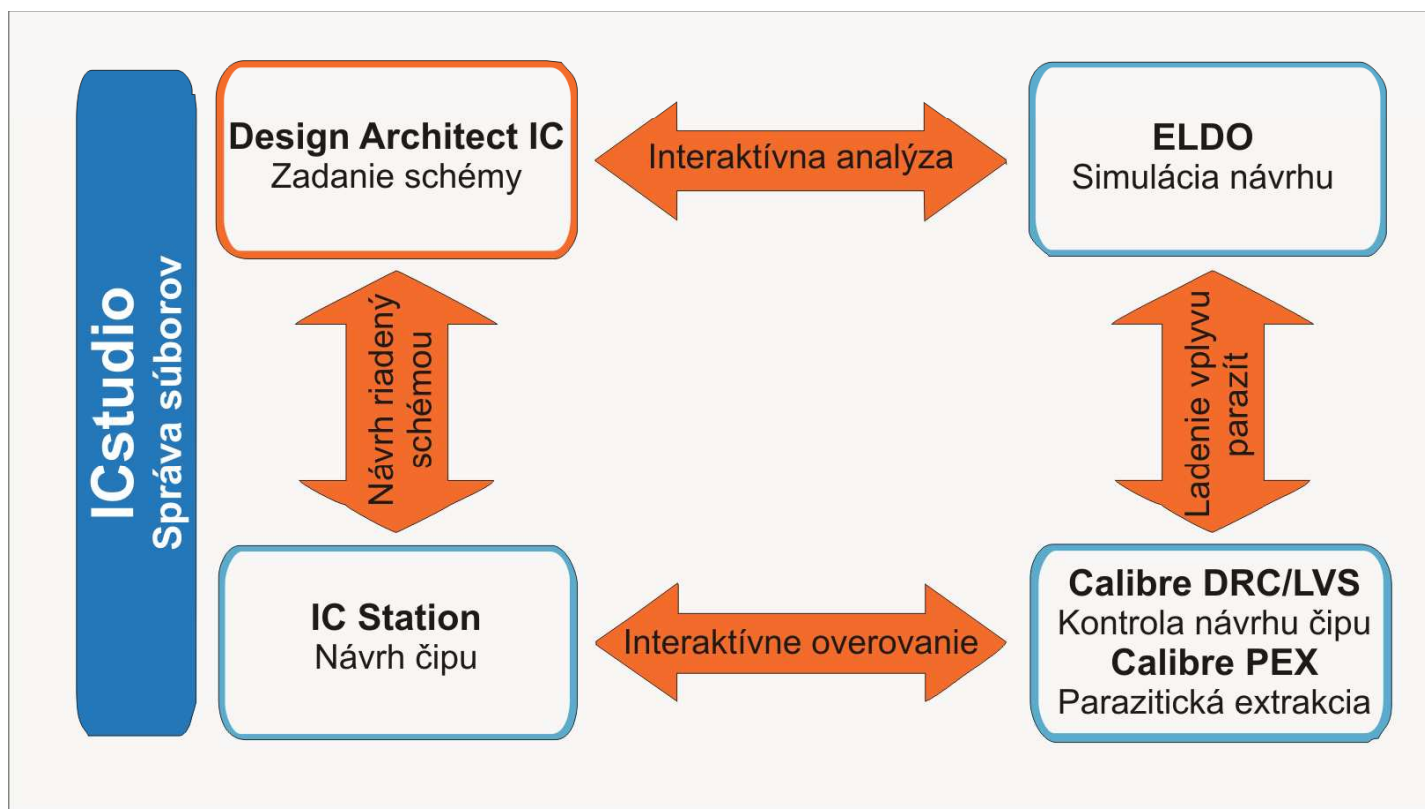 ICstudio
Správa súborov
Design Architect IC
Zadanie schémy
Interaktívna analýza
ELDO
Simulácia návrhu
Návrh riadený
schémou
Ladenie vplyvu
parazít
IC Station
Návrh čipu
Interaktívne overovanie
Calibre DRC/LVS
Kontrola návrhu čipu
Calibre PEX
Parazitická extrakcia